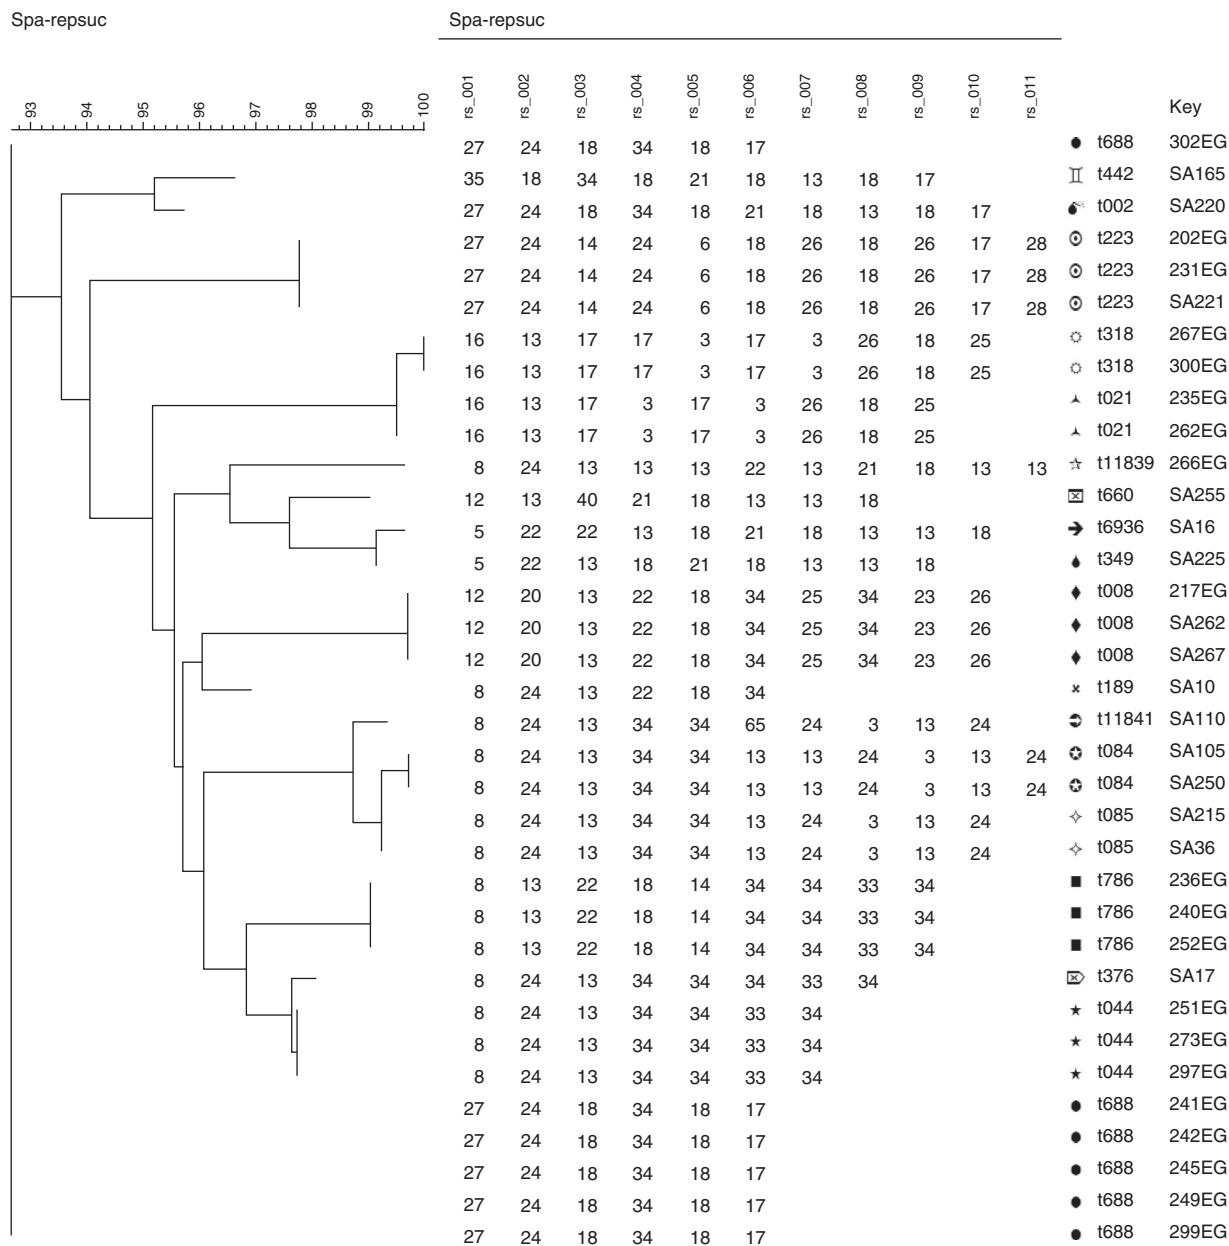 Spa-repsuc Spa-repsuc
93 94 95 96 97 98 99 100 rs_001 rs_002 rs_003 rs_004 rs_005 rs_006 rs_007 rs_008 rs_009 rs_010 rs_011 Key
27 24 18 34 18 17 t688 302EG
35 18 34 18 21 18 13 18 17 t442 SA165
27 24 18 34 18 21 18 13 18 17 t002 SA220
27 24 14 24 6 18 26 18 26 17 28 t223 202EG
27 24 14 24 6 18 26 18 26 17 28 t223 231EG
27 24 14 24 6 18 26 18 26 17 28 t223 SA221
16 13 17 17 3 17 3 26 18 25 t318 267EG
16 13 17 17 3 17 3 26 18 25 t318 300EG
16 13 17 3 17 3 26 18 25 t021 235EG
16 13 17 3 17 3 26 18 25 t021 262EG
8 24 13 13 13 22 13 21 18 13 13 t11839 266EG
12 13 40 21 18 13 13 18 t660 SA255
5 22 22 13 18 21 18 13 13 18 t6936 SA16
5 22 13 18 21 18 13 13 18 t349 SA225
12 20 13 22 18 34 25 34 23 26 t008 217EG
12 20 13 22 18 34 25 34 23 26 t008 SA262
12 20 13 22 18 34 25 34 23 26 t008 SA267
8 24 13 22 18 34 t189 SA10
8 24 13 34 34 65 24 3 13 24 t11841 SA110
8 24 13 34 34 13 13 24 3 13 24 t084 SA105
8 24 13 34 34 13 13 24 3 13 24 t084 SA250
8 24 13 34 34 13 24 3 13 24 t085 SA215
8 24 13 34 34 13 24 3 13 24 t085 SA36
8 13 22 18 14 34 34 33 34 t786 236EG
8 13 22 18 14 34 34 33 34 t786 240EG
8 13 22 18 14 34 34 33 34 t786 252EG
8 24 13 34 34 34 33 34 t376 SA17
8 24 13 34 34 33 34 t044 251EG
8 24 13 34 34 33 34 t044 273EG
8 24 13 34 34 33 34 t044 297EG
27 24 18 34 18 17 t688 241EG
27 24 18 34 18 17 t688 242EG
27 24 18 34 18 17 t688 245EG
27 24 18 34 18 17 t688 249EG
27 24 18 34 18 17 t688 299EG